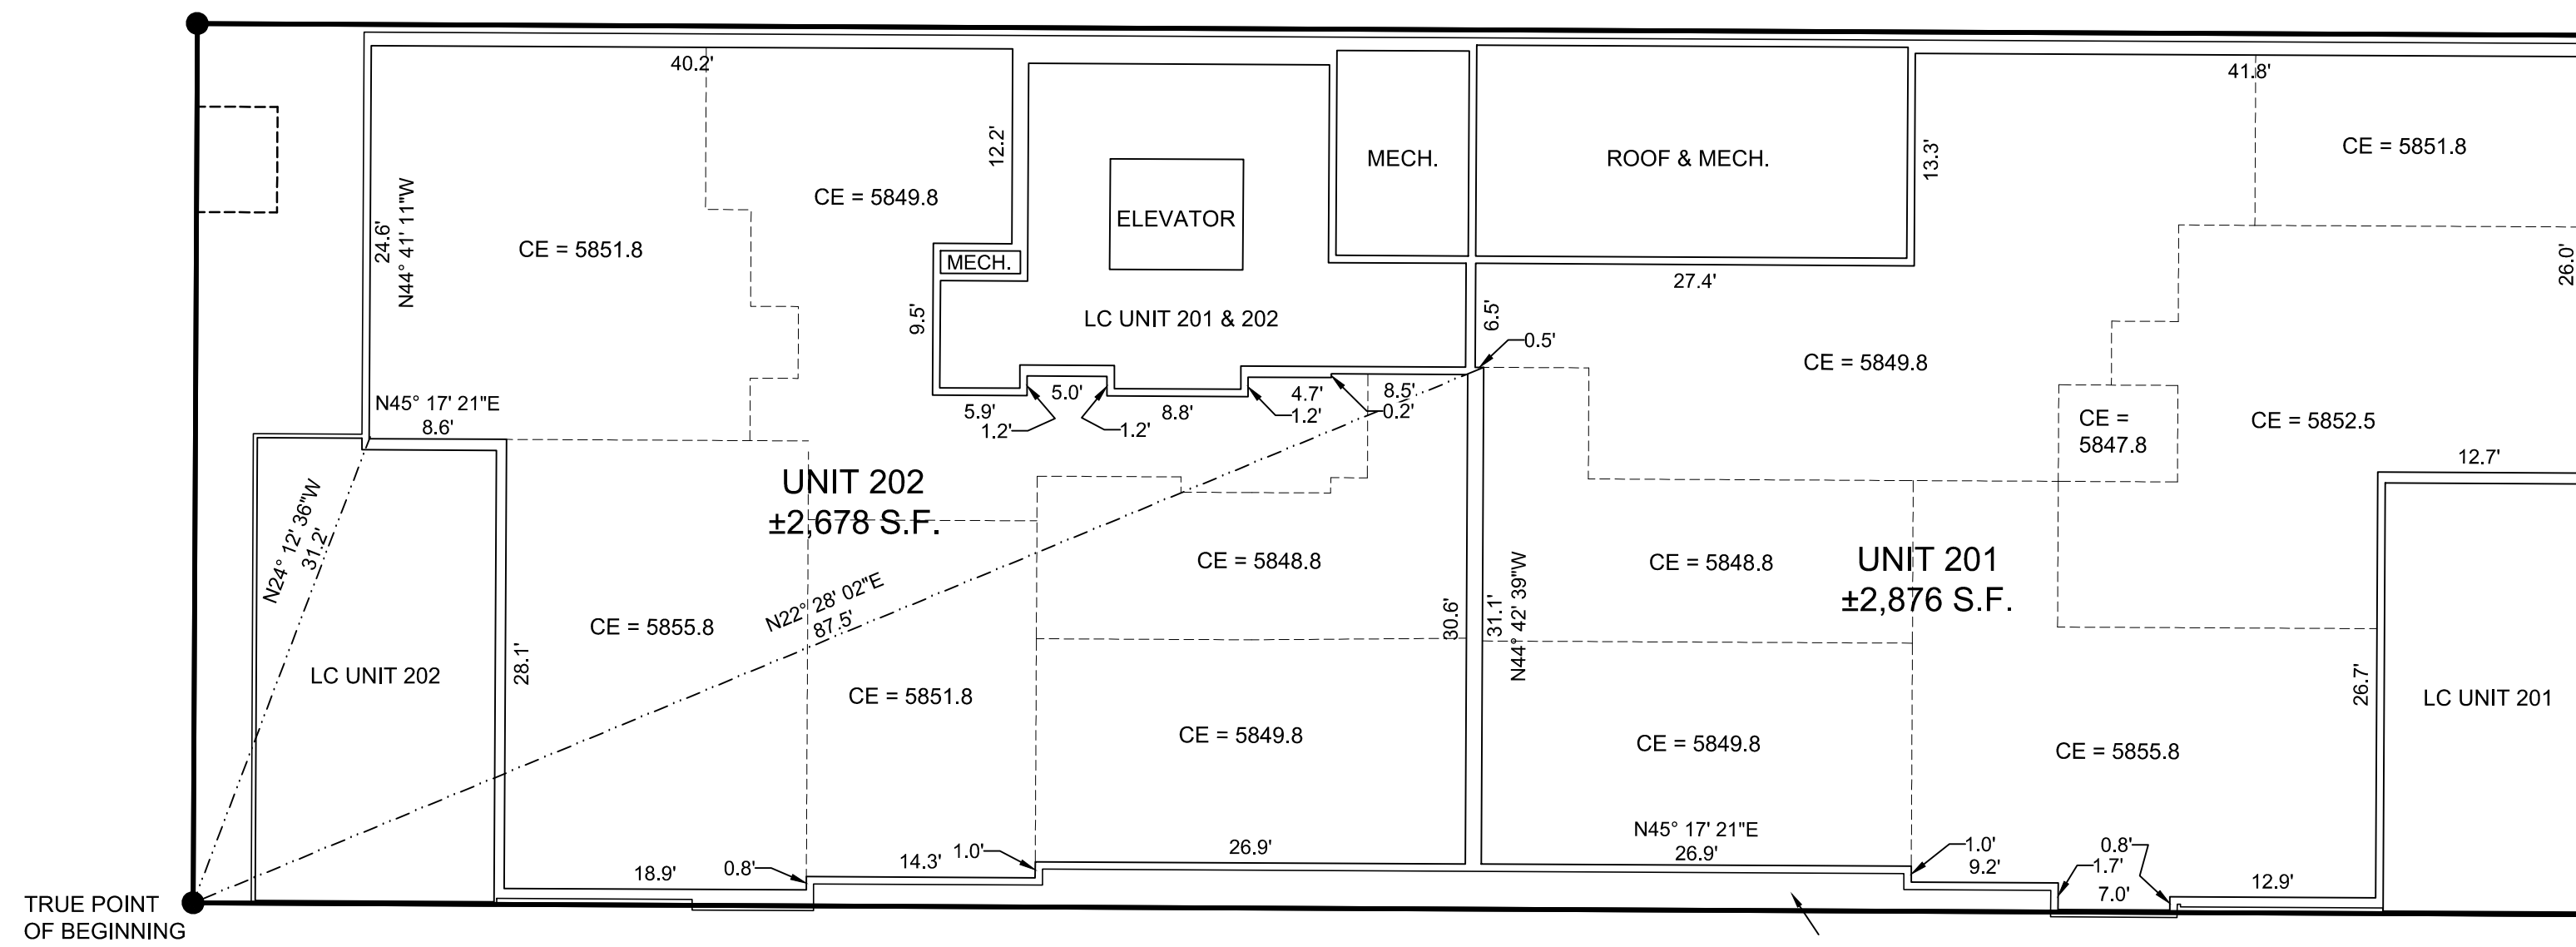 40.2'
41.8'
12.2'
MECH.
ROOF & MECH.
13.3'
CE = 5851.8
CE = 5849.8
ELEVATOR
24.6'
N44° 41' 11"W
CE = 5851.8
MECH.
26.0'
27.4'
9.5'
LC UNIT 201 & 202
6.5'
0.5'
CE = 5849.8
N45° 17' 21"E
8.6'
5.9'
1.2'
5.0'
1.2'
8.8'
4.7'
1.2'
8.5'
0.2'
CE =
5847.8
CE = 5852.5
12.7'
UNIT 202
±2,678 S.F.
N24° 12' 36"W
31.2'
N22° 28' 02"E
87.5'
CE = 5848.8
CE = 5848.8
UNIT 201
±2,876 S.F.
CE = 5855.8
30.6'
31.1'
N44° 42' 39"W
LC UNIT 202
28.1'
CE = 5851.8
26.7'
LC UNIT 201
CE = 5849.8
CE = 5849.8
CE = 5855.8
N45° 17' 21"E
26.9'
18.9'
0.8'
14.3'
1.0'
26.9'
1.0'
9.2'
0.8'
1.7'
7.0'
12.9'
TRUE POINT
OF BEGINNING